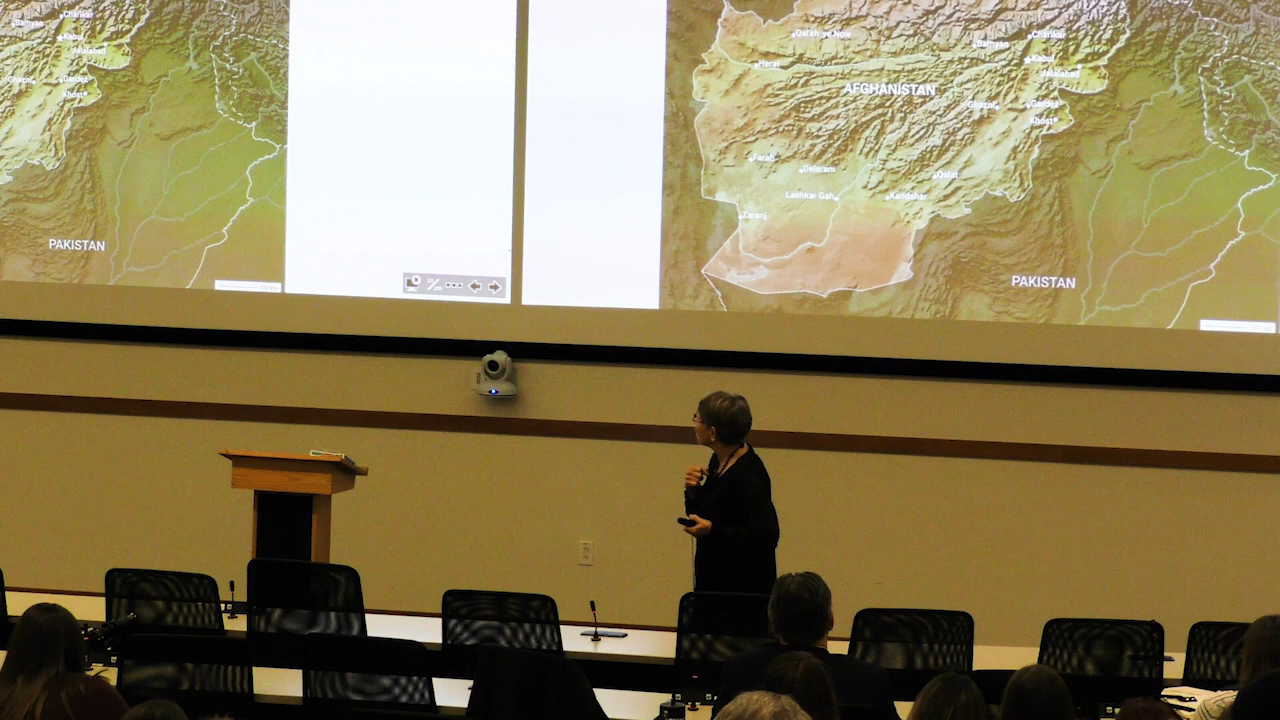 Charikar
Bamyan
Kabul
Jalalabad
Ghazni
Gardez
Khost
PAKISTAN
Qal'eh-ye Now
Charikar
Bamyan
Herat
Kabul
Jalalabad
AFGHANISTAN
Ghazni
Gardez
Khost
Farah
Delaram
Qalat
Lashkar Gah
Kandahar
Zaranj
PAKISTAN